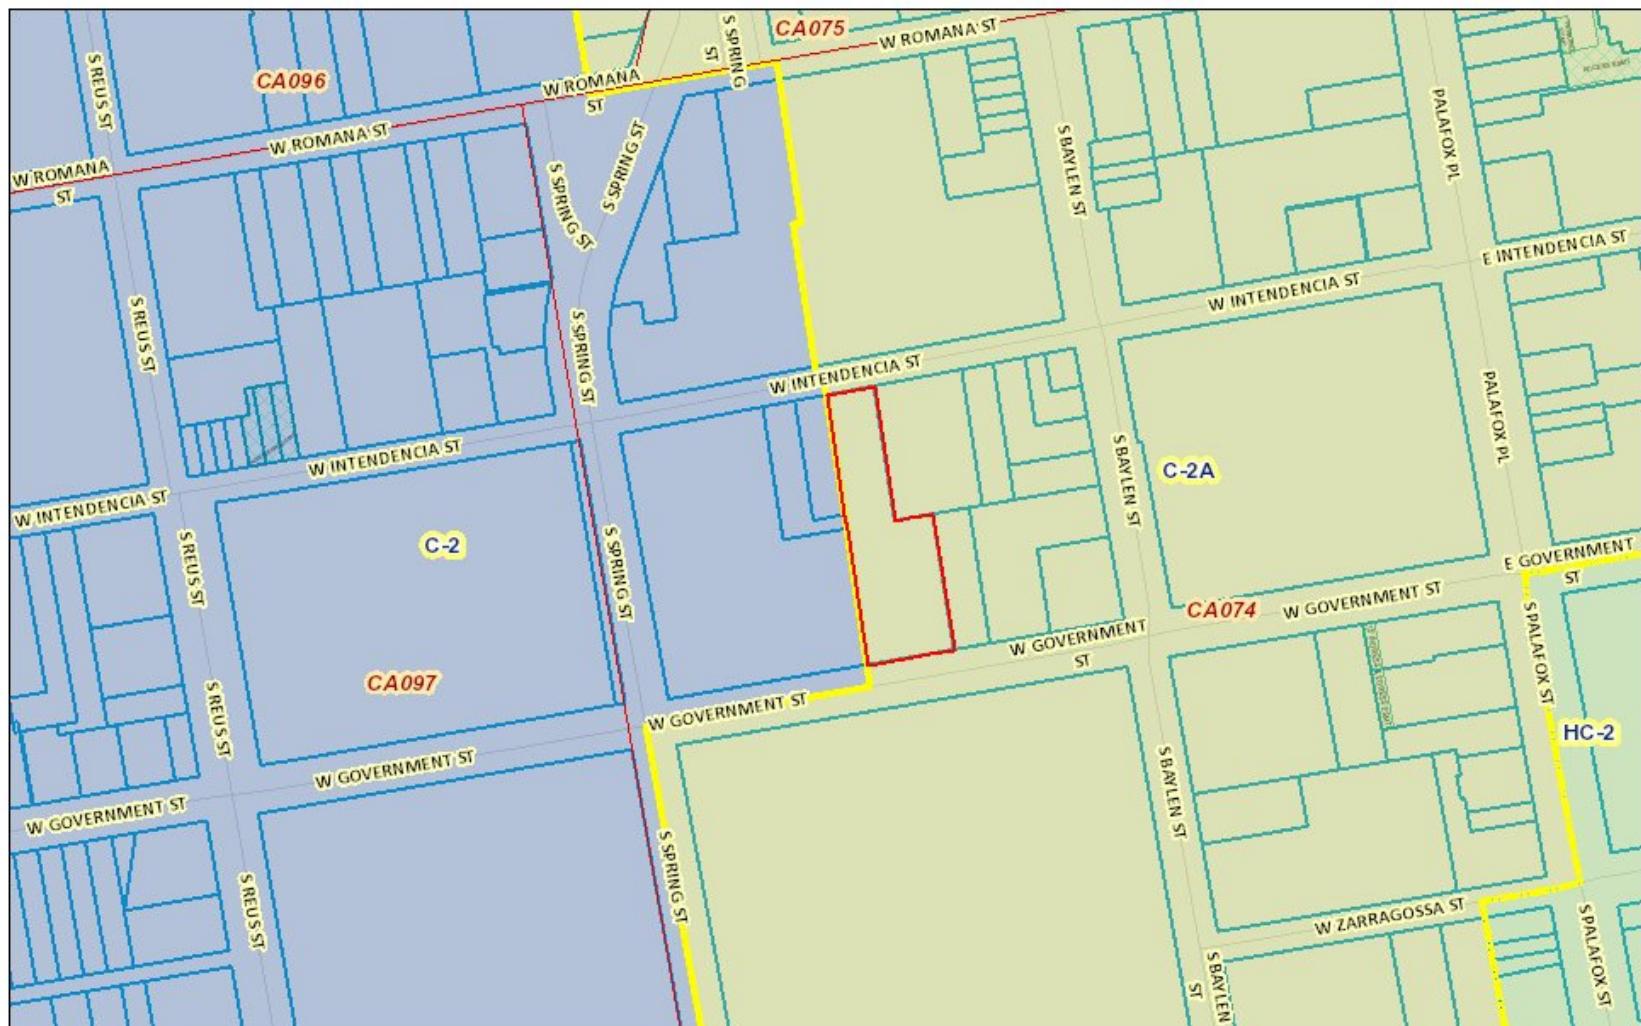 CA075
S SPRING
ST
W ROMANA ST
CA096
S REUS ST
W ROMANA
ST
PALAFOX PL
W ROMANA ST
S SPRING ST
S BAYLEN ST
W ROMANA
ST
S SPRING ST
E INTENDENCIA ST
W INTENDENCIA ST
S REUS ST
S SPRING ST
W INTENDENCIA ST
PALAFOX PL
W INTENDENCIA ST
S BAYLEN ST
C-2A
W INTENDENCIA ST
C-2
S REUS ST
S SPRING ST
E GOVERNMENT
ST
W GOVERNMENT ST
CA074
W GOVERNMENT
ST
S PALAFOX ST
CA097
S REUS ST
W GOVERNMENT ST
HC-2
W GOVERNMENT ST
S BAYLEN ST
W GOVERNMENT ST
S SPRING ST
S REUS ST
W ZARRAGOSSA ST
S PALAFOX ST
S BAYLEN
ST